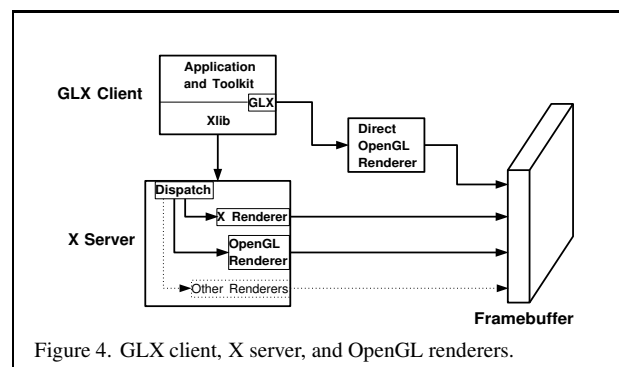 Application
and Toolkit
GLX Client
GLX
Xlib
Direct
OpenGL
Renderer
Dispatch
X Renderer
X Server
OpenGL
Renderer
Other Renderers
Framebuffer
Figure 4. GLX client, X server, and OpenGL renderers.